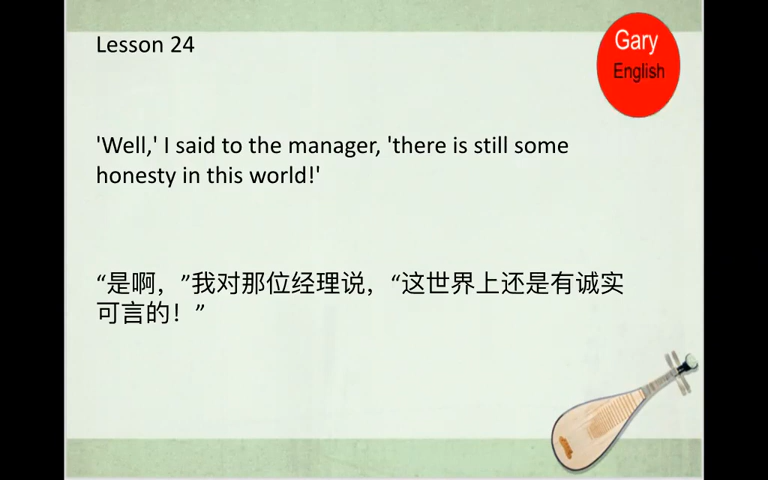 Lesson 24
Gary
English
'Well,' I said to the manager, 'there is still some
honesty in this world!'
“是啊，”我对那位经理说，“这世界上还是有诚实
可言的！”